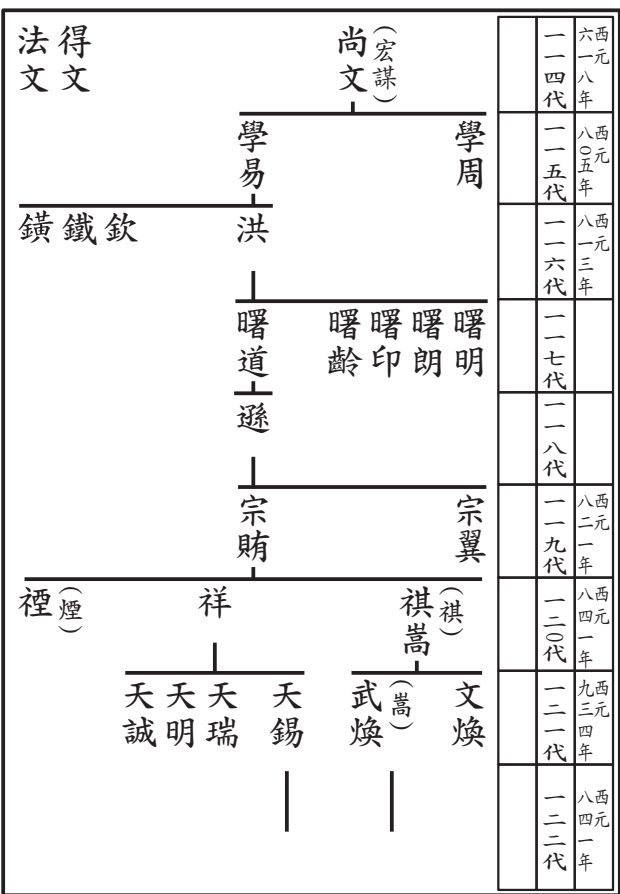 西元六一八年
一一四代
尚文(宏謀)
得文
法文
西元八〇五年
一一五代
學周
學易
西元八一三年
一一六代
洪
欽
鐵
鐄
一一七代
曙明
曙朗
曙印
曙齡
曙道
一一八代
遜
西元八二一年
一一九代
宗翼
宗賄
西元八四一年
一二〇代
祺嵩(祺)
祥
禋(煙)
西元九三四年
一二一代
文煥
武煥(嵩)
天錫
天瑞
天明
天誠
西元八四一年
一二二代